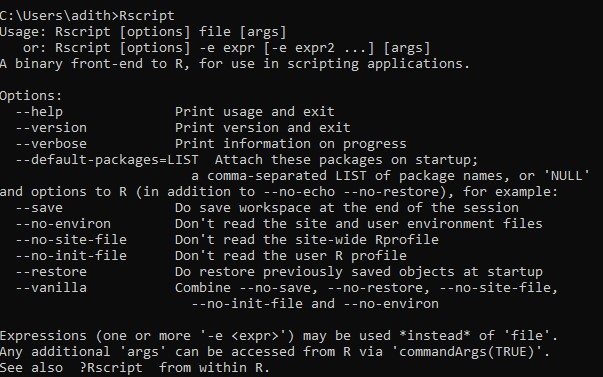 C:\Users\adith>Rscript
Usage: Rscript [options] file [args]
   or: Rscript [options] -e expr [-e expr2 ...] [args]
A binary front-end to R, for use in scripting applications.

Options:
  --help              Print usage and exit
  --version           Print version and exit
  --verbose           Print information on progress
  --default-packages=LIST  Attach these packages on startup;
                        a comma-separated LIST of package names, or 'NULL'
and options to R (in addition to --no-echo --no-restore), for example:
  --save              Do save workspace at the end of the session
  --no-environ        Don't read the site and user environment files
  --no-site-file      Don't read the site-wide Rprofile
  --no-init-file      Don't read the user R profile
  --restore           Do restore previously saved objects at startup
  --vanilla           Combine --no-save, --no-restore, --no-site-file,
                        --no-init-file and --no-environ

Expressions (one or more '-e <expr>') may be used *instead* of 'file'.
Any additional 'args' can be accessed from R via 'commandArgs(TRUE)'.
See also  ?Rscript  from within R.